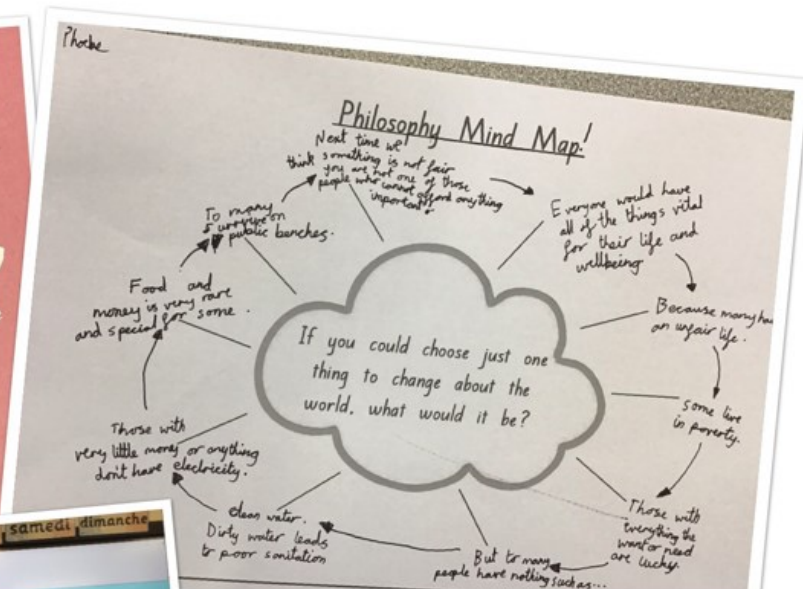 Phoebe
Philosophy Mind Map!
Next time we
think something is not fair
you are not one of those
people who cannot afford anything
important!
Everyone would have
all of the things vital
for their life and
wellbeing
Because many ha
an unfair life.
Some live
in poverty.
Those with
everything the
want or need
are lucky.
But to many
people have nothing such as...
clean water.
Dirty water leads
to poor sanitation
Those with
very little money or anything
don't have electricity.
Food and
money is very rare
and special for some.
To many
survive on
public benches.
If you could choose just one
thing to change about the
world, what would it be?
samedi dimanche